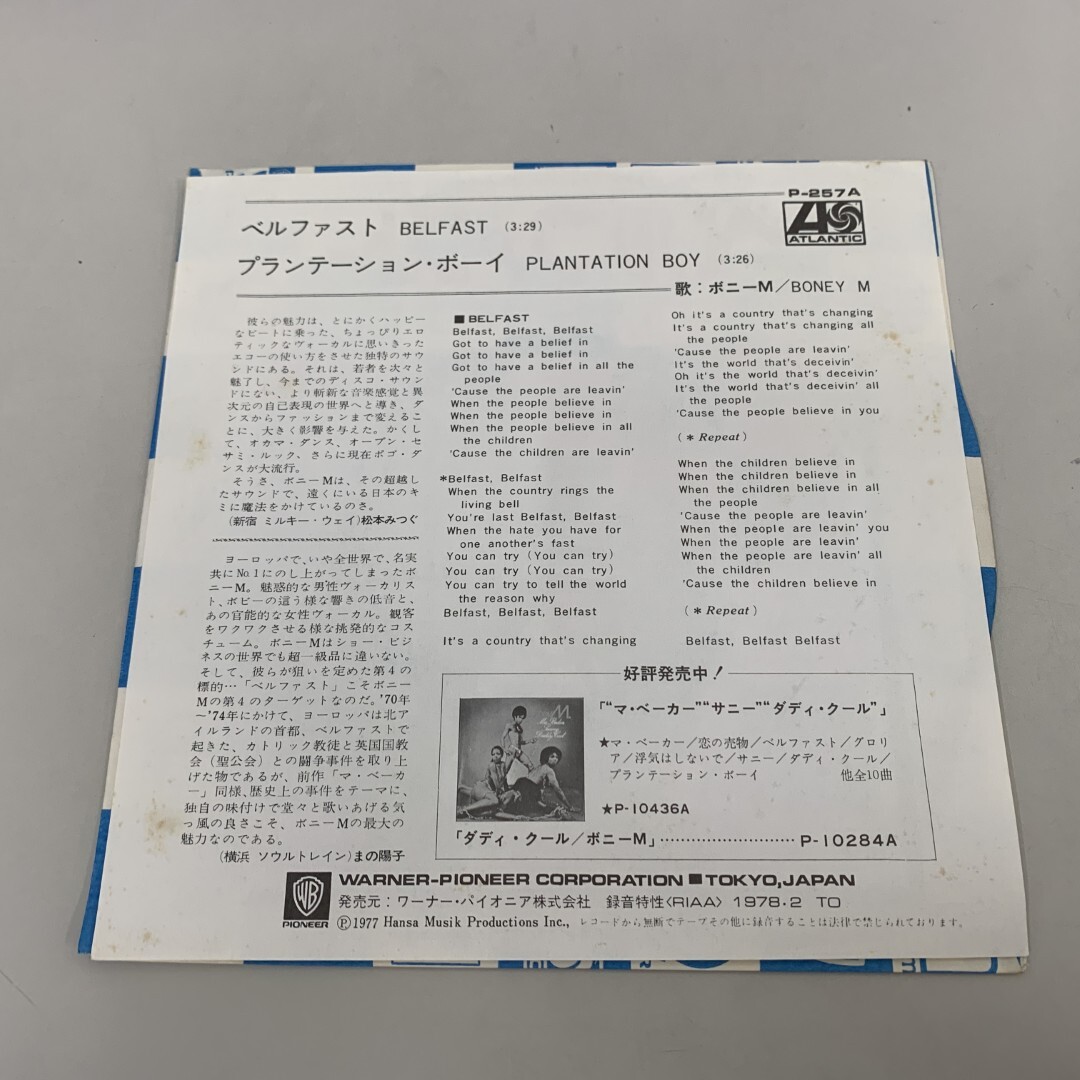 P-257A
ATLANTIC
ベルファスト BELFAST (3:29)
プランテーション・ボーイ PLANTATION BOY (3:26)
歌：ボニーM／BONEY M
彼らの魅力は、とにかくハッピー
なビートに乗った、ちょっぴりエロ
ティックなヴォーカルに思いきった
エコーの使い方をさせた独特のサウ
ンドにある。それは、若者を次々と
魅了し、今までのディスコ・サウン
ドにない、より斬新な音楽感覚と異
次元の自己表現の世界へと導き、ダ
ンスからファッションまで変えるこ
とに、大きく影響を与えた。かくし
て、オカマ・ダンス、オープン・セ
サミ・ルック、さらに現在ポゴ・ダ
ンスが大流行。
そうさ、ボニーMは、その超越し
たサウンドで、遠くにいる日本のキ
ミに魔法をかけているのさ。
(新宿 ミルキー・ウェイ)松本みつぐ
ヨーロッパで、いや全世界で、名実
共にNo.1にのし上がってしまったボ
ニーM。魅惑的な男性ヴォーカリス
ト、ボビーの這う様な響きの低音と、
あの官能的な女性ヴォーカル。観客
をワクワクさせる様な挑発的なコス
チューム。ボニーMはショー・ビジ
ネスの世界でも超一級品に違いない。
そして、彼らが狙いを定めた第4の
標的…「ベルファスト」こそボニー
Mの第4のターゲットなのだ。'70年
〜'74年にかけて、ヨーロッパは北ア
イルランドの首都、ベルファストで
起きた、カトリック教徒と英国国教
会(聖公会)との闘争事件を取り上
げた物であるが、前作「マ・ベーカ
ー」同様、歴史上の事件をテーマに、
独自の味付けで堂々と歌いあげる気
っ風の良さこそ、ボニーMの最大の
魅力なのである。
(横浜 ソウルトレイン)まの陽子
■BELFAST
Belfast, Belfast, Belfast
Got to have a belief in
Got to have a belief in
Got to have a belief in all the
people
'Cause the people are leavin'
When the people believe in
When the people believe in
When the people believe in all
the children
'Cause the children are leavin'
*Belfast, Belfast
When the country rings the
living bell
You're last Belfast, Belfast
When the hate you have for
one another's fast
You can try (You can try)
You can try (You can try)
You can try to tell the world
the reason why
Belfast, Belfast, Belfast
It's a country that's changing
Oh it's a country that's changing
It's a country that's changing all
the people
'Cause the people are leavin'
It's the world that's deceivin'
Oh it's the world that's deceivin'
It's the world that's deceivin' all
the people
'Cause the people believe in you
(* Repeat)
When the children believe in
When the children believe in
When the children believe in all
the people
'Cause the people are leavin'
When the people are leavin' you
When the people are leavin'
When the people are leavin' all
the children
'Cause the children believe in
(* Repeat)
Belfast, Belfast Belfast
好評発売中！
「“マ・ベーカー”“サニー”“ダディ・クール”」
★マ・ベーカー／恋の売物／ベルファスト／グロリ
ア／浮気はしないで／サニー／ダディ・クール／
プランテーション・ボーイ 他全10曲
★P-10436A
「ダディ・クール／ボニーM」……………………P-10284A
WB
PIONEER
WARNER-PIONEER CORPORATION ■ TOKYO, JAPAN
発売元：ワーナー・パイオニア株式会社 録音特性〈RIAA〉1978・2 TO
Ⓟ1977 Hansa Musik Productions Inc., レコードから無断でテープその他に録音することは法律で禁じられております。